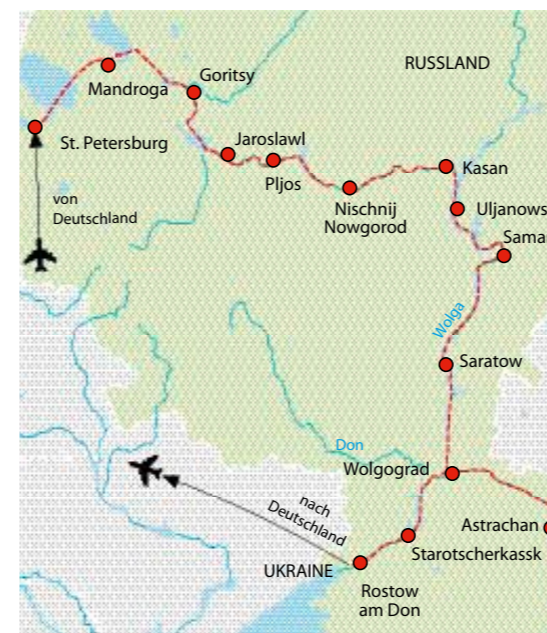 RUSSLAND
Goritsy
Mandroga
St. Petersburg
Jaroslawl
Pljos
Kasan
Nischnij
Nowgorod
Uljanows
Sama
von
Deutschland
Wolga
Saratow
Don
Wolgograd
nach
Deutschland
Astrachan
Starotscherkassk
UKRAINE
Rostow
am Don